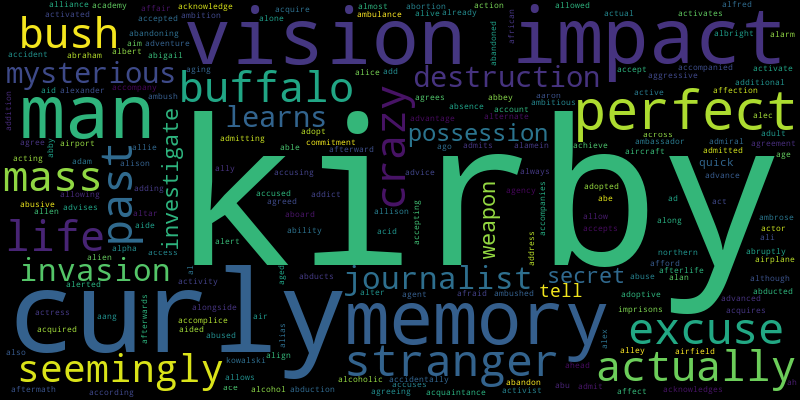 alliance academy affair acknowledge almost abortion action allowed alfred
bush activated ambition vision acquire alive already african impact activates albright alarm
accepted abandoning aim adventure ambulance alone actual abandoned
accident abraham albert abigail aging alice add accept accompanied activate
mysterious aggressive additional
aid alexander accompany buffalo destruction affection
addition man ambush agrees abbey aaron ambitious active alec perfect
learns absence account advantage alternate
agree abby airport allie admitting adopt commitment afterward possession across admiral adult
acting adam alison investigate able ago admits alamein achieve ambassador admitted agreement
mass adding ally accusing crazy advice always aircraft quick advance age
abusive allowing past kirby accused addict allison agency adopted abe ad act
allen advises altar agreed acid accepting weapon accompanies allow along ambrose
life aide aboard ability accepts actor
alpha alert address northern abruptly ali
alien access afford afterlife airplane
invasion al activity aged abducts journalist secret abuse alan although
alerted alter agent afraid ambushed tell adoptive abducted
actress aang afterwards alongside alias imprisons advanced
acquired curly accomplice air memory alex acquires excuse
also aided abused align stranger ahead alley airfield actually
seemingly kowalski alcoholic accidentally
allows accuses abandon abu admit affect acknowledges ah
aftermath according ace alcohol abduction agreeing acquaintance activist